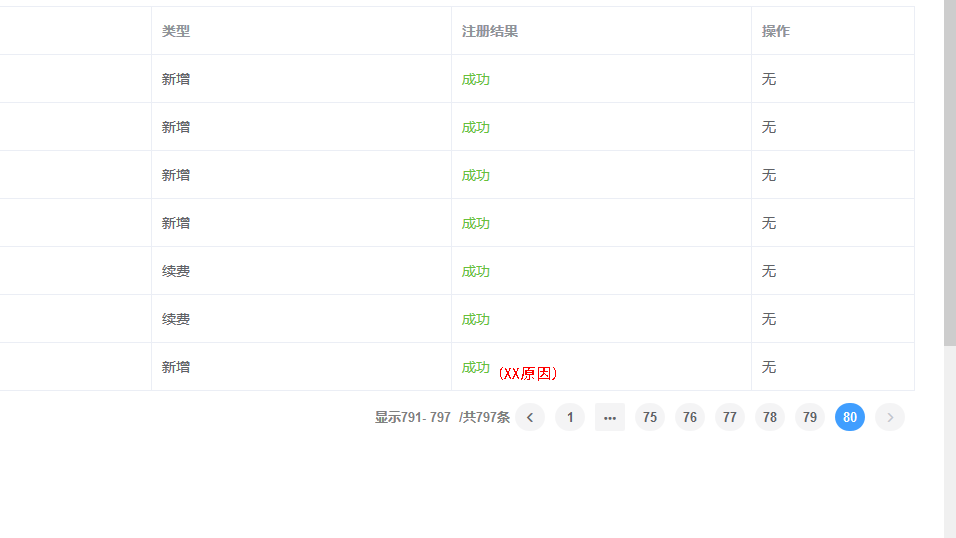 类型 注册结果 操作
新增 成功 无
新增 成功 无
新增 成功 无
新增 成功 无
续费 成功 无
续费 成功 无
新增 成功 (XX原因) 无
显示791- 797 /共797条 1 ••• 75 76 77 78 79 80